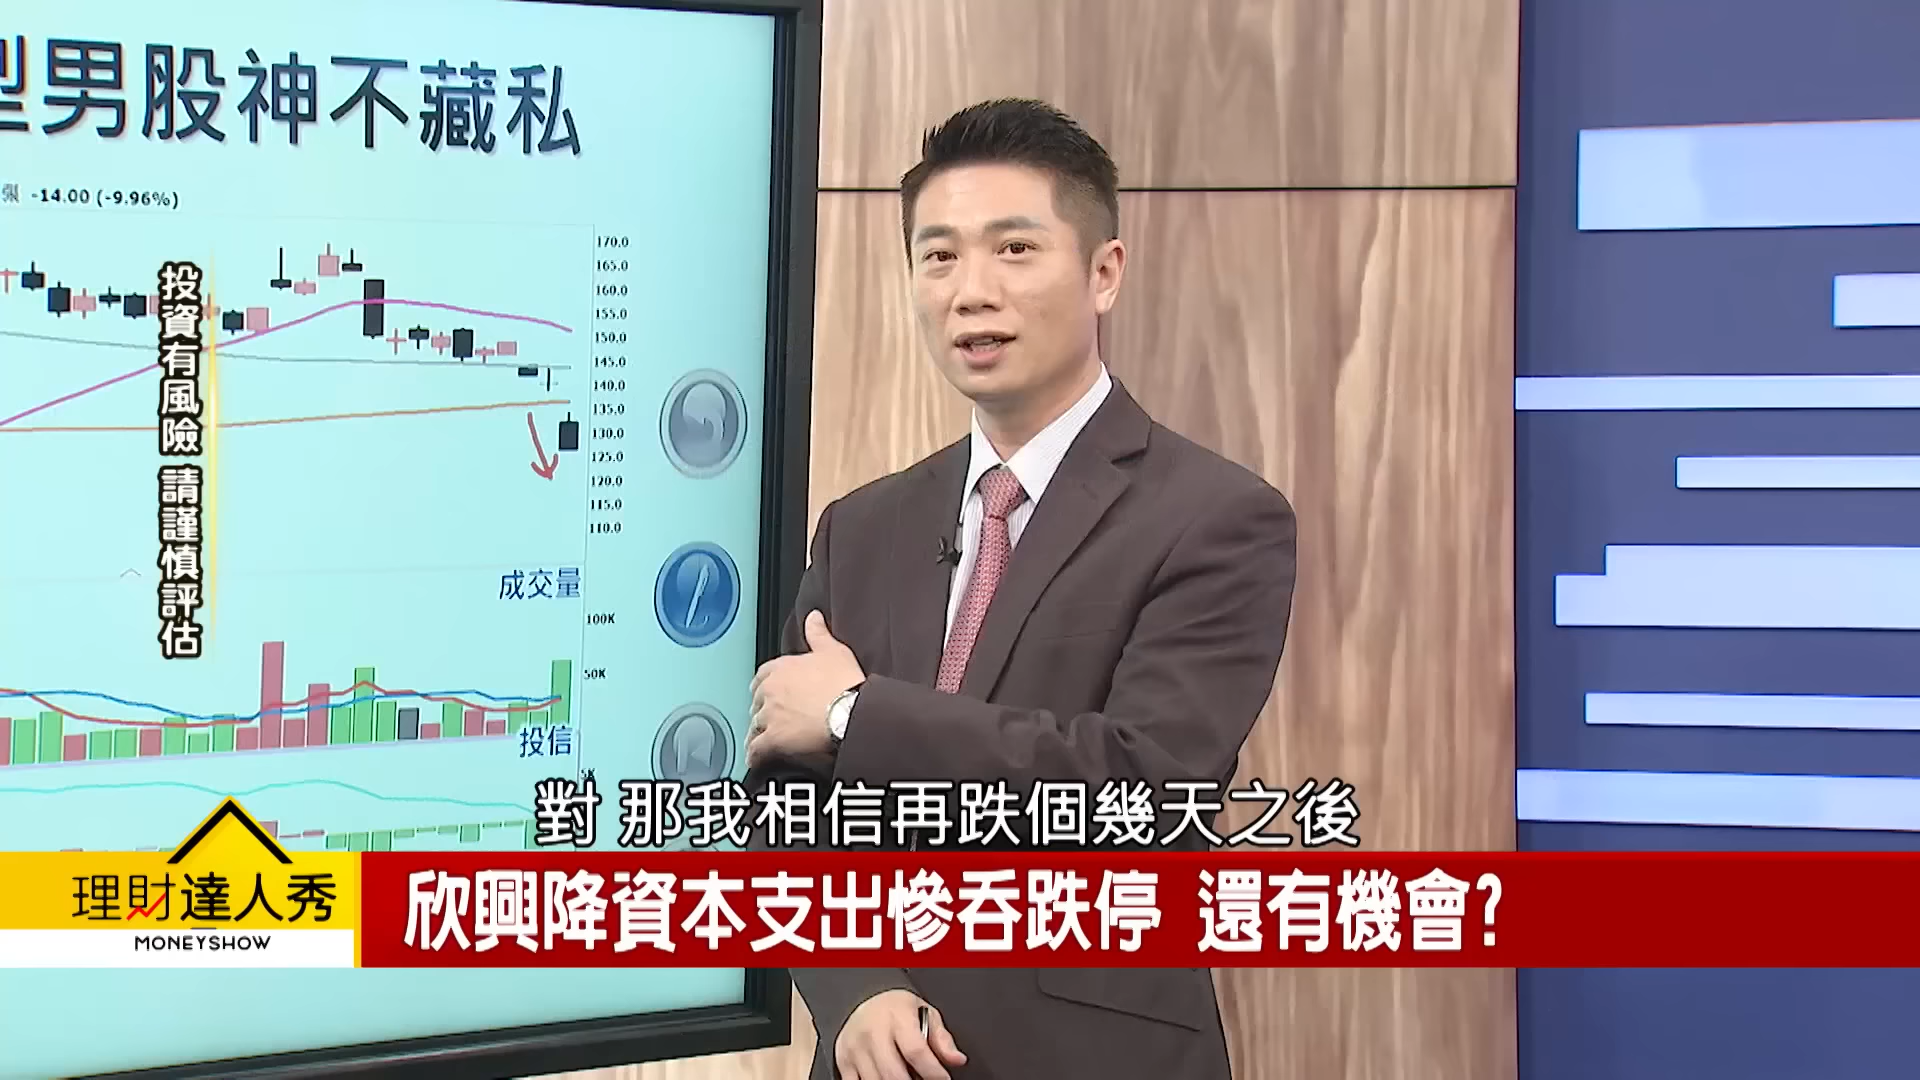 型男股神不藏私
張 -14.00 (-9.96%)
170.0
165.0
160.0
155.0
150.0
145.0
140.0
135.0
130.0
125.0
120.0
115.0
110.0
投資有風險 請謹慎評估
成交量
100K
50K
投信
5K
對 那我相信再跌個幾天之後
理財達人秀
MONEYSHOW
欣興降資本支出慘吞跌停 還有機會?